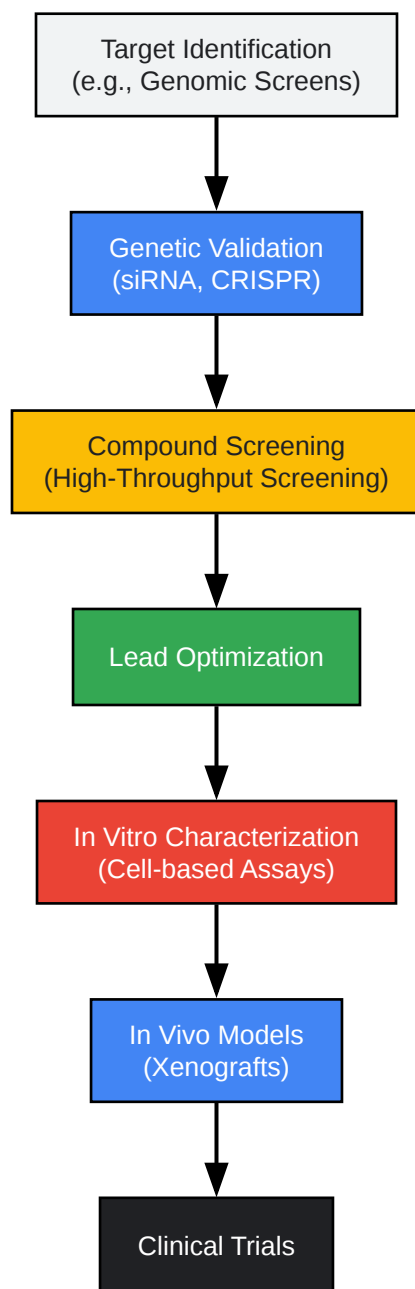 Target Identification
(e.g., Genomic Screens)
Genetic Validation
(siRNA, CRISPR)
Compound Screening
(High-Throughput Screening)
Lead Optimization
In Vitro Characterization
(Cell-based Assays)
In Vivo Models
(Xenografts)
Clinical Trials